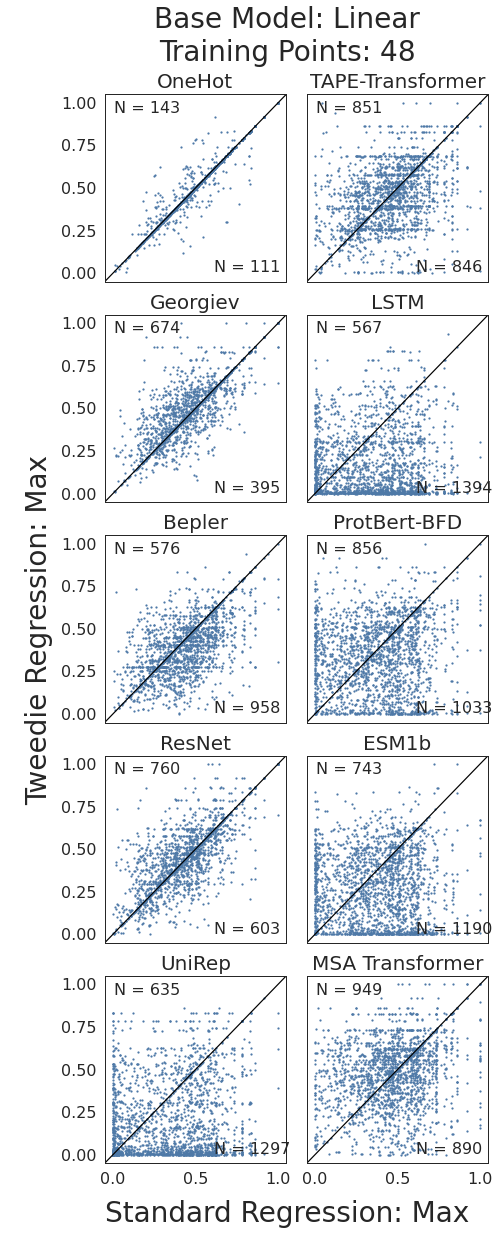 Base Model: Linear
Training Points: 48
OneHot
TAPE-Transformer
1.00
0.75
0.50
0.25
0.00
N = 143
N = 111
N = 851
N = 846
Georgiev
LSTM
1.00
0.75
0.50
0.25
0.00
N = 674
N = 395
N = 567
N = 1394
Bepler
ProtBert-BFD
1.00
0.75
0.50
0.25
0.00
N = 576
N = 958
N = 856
N = 1033
ResNet
ESM1b
1.00
0.75
0.50
0.25
0.00
N = 760
N = 603
N = 743
N = 1190
UniRep
MSA Transformer
1.00
0.75
0.50
0.25
0.00
N = 635
N = 1297
N = 949
N = 890
0.0 0.5 1.0
0.0 0.5 1.0
Tweedie Regression: Max
Standard Regression: Max